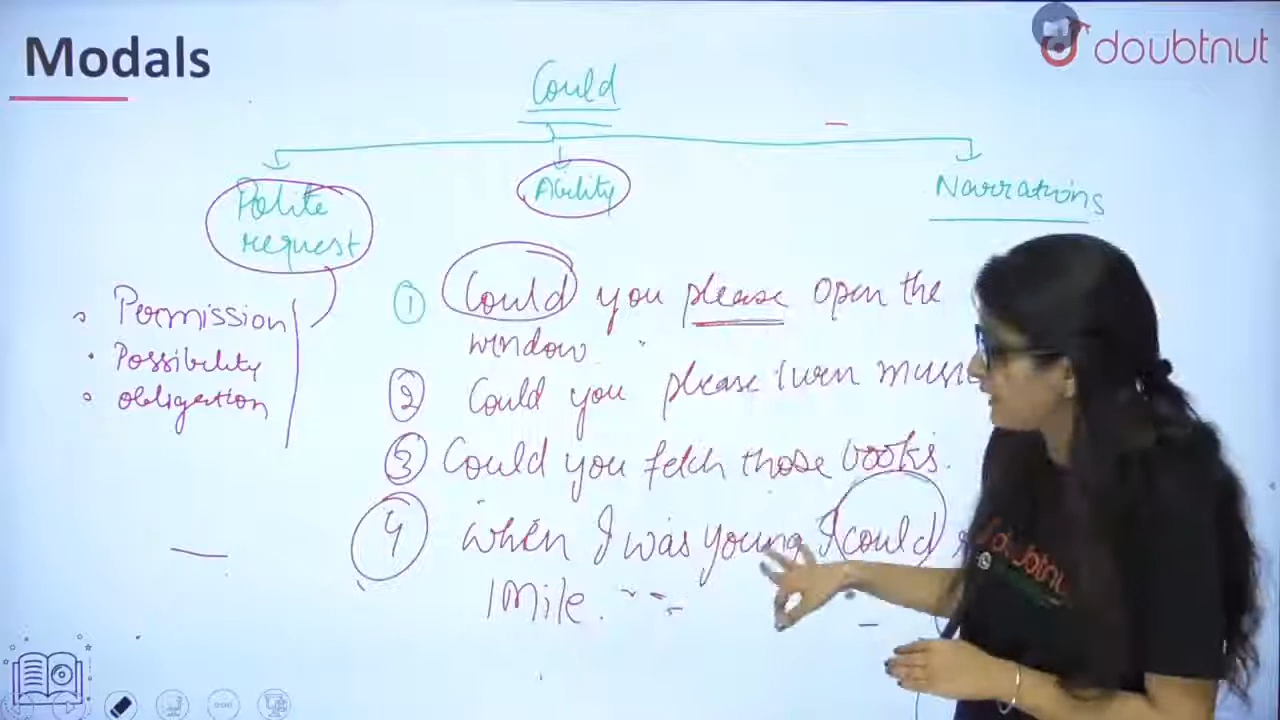 Modals
doubtnut
Could
Polite
request
Ability
Narrations
Permission
Possibility
obligation
① Could you please open the
window.
② Could you please turn music
③ Could you fetch those books.
④ when I was young I could
1 Mile.
doubtnut